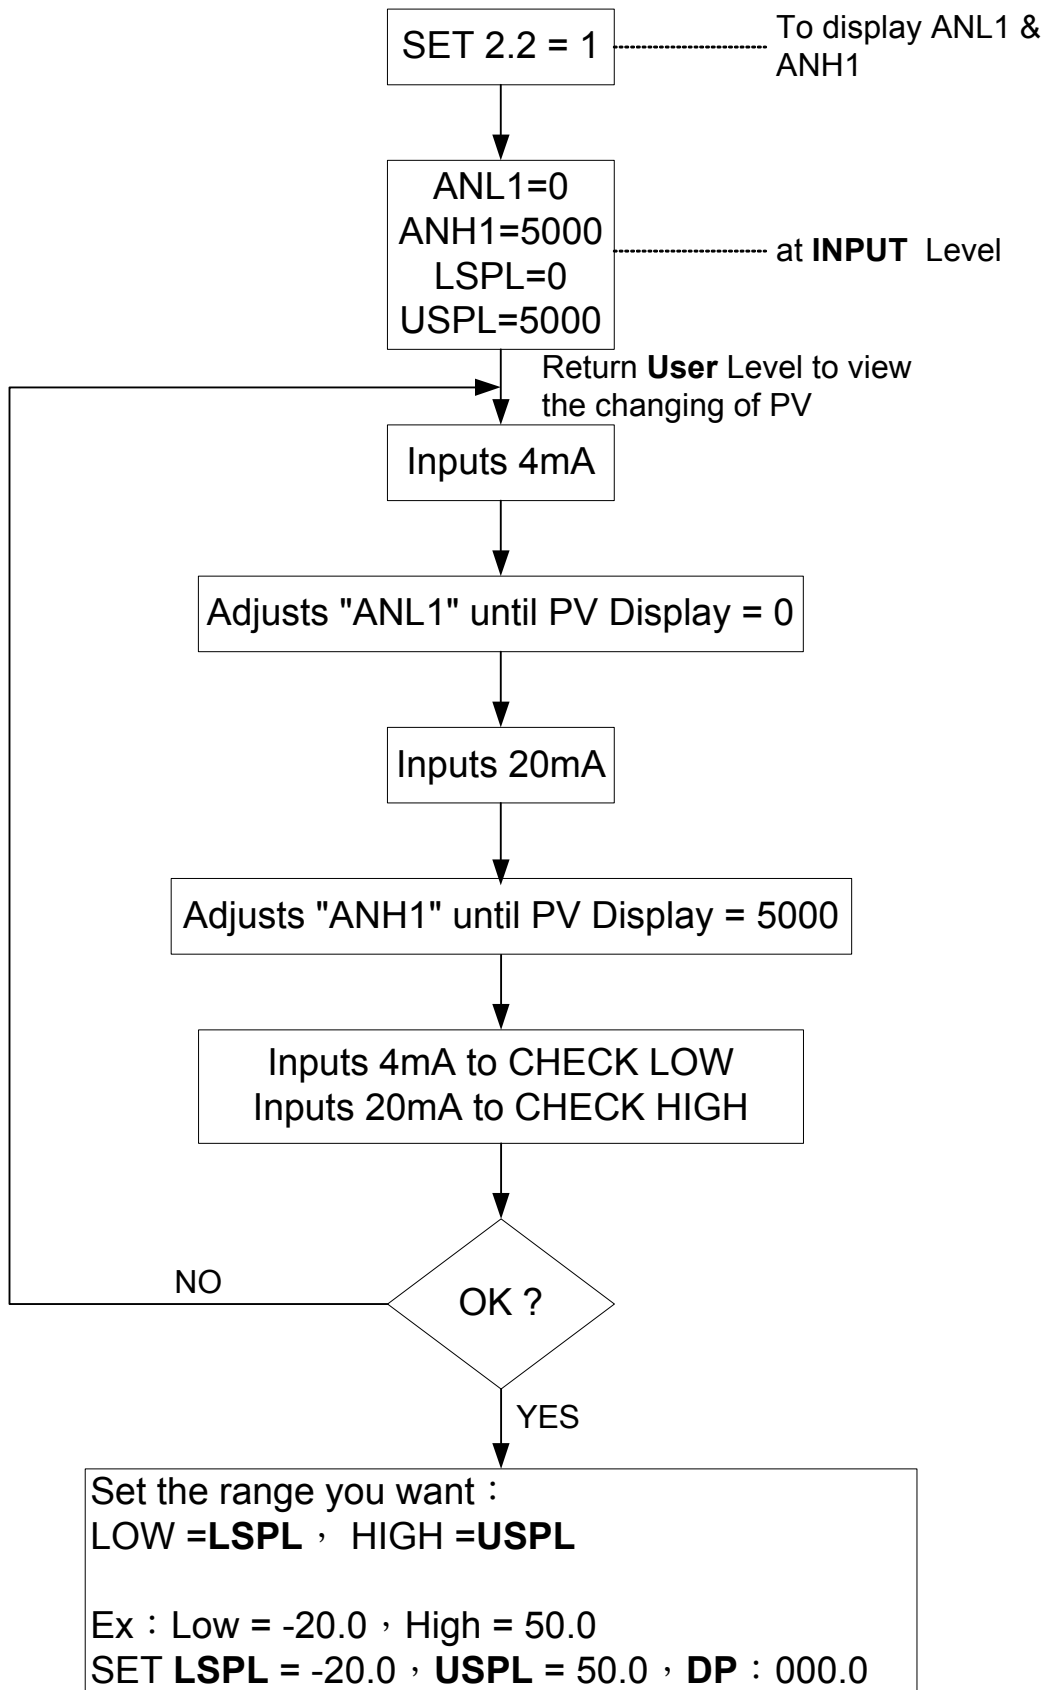 SET 2.2 = 1
To display ANL1 &
ANH1
ANL1=0
ANH1=5000
LSPL=0
USPL=5000
at INPUT Level
Return User Level to view
the changing of PV
Inputs 4mA
Adjusts "ANL1" until PV Display = 0
Inputs 20mA
Adjusts "ANH1" until PV Display = 5000
Inputs 4mA to CHECK LOW
Inputs 20mA to CHECK HIGH
OK ?
NO
YES
Set the range you want：
LOW =LSPL， HIGH =USPL
Ex：Low = -20.0，High = 50.0
SET LSPL = -20.0，USPL = 50.0，DP：000.0